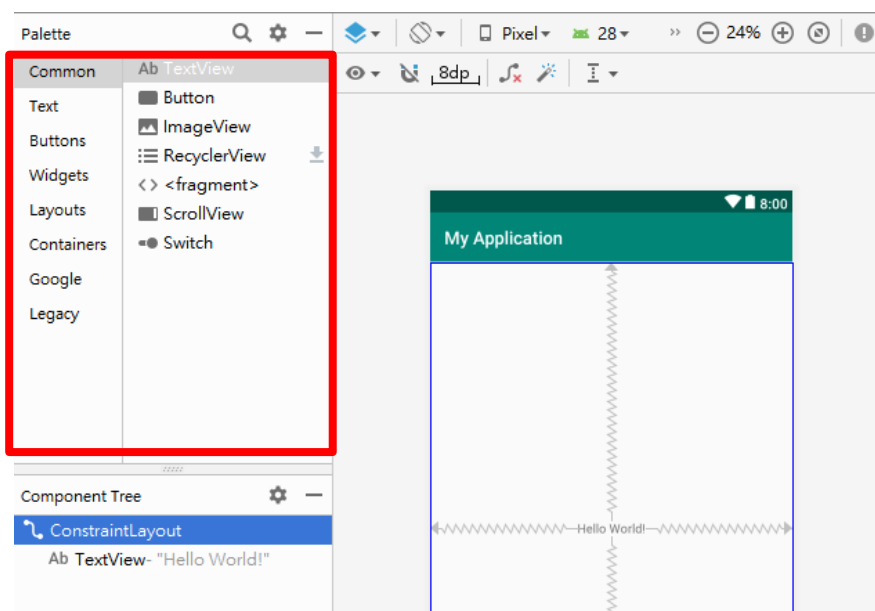 Palette
Pixel 28 24%
8dp
Common
Text
Buttons
Widgets
Layouts
Containers
Google
Legacy
Ab TextView
Button
ImageView
RecyclerView
<> <fragment>
ScrollView
Switch
8:00
My Application
Hello World!
Component Tree
ConstraintLayout
Ab TextView- "Hello World!"